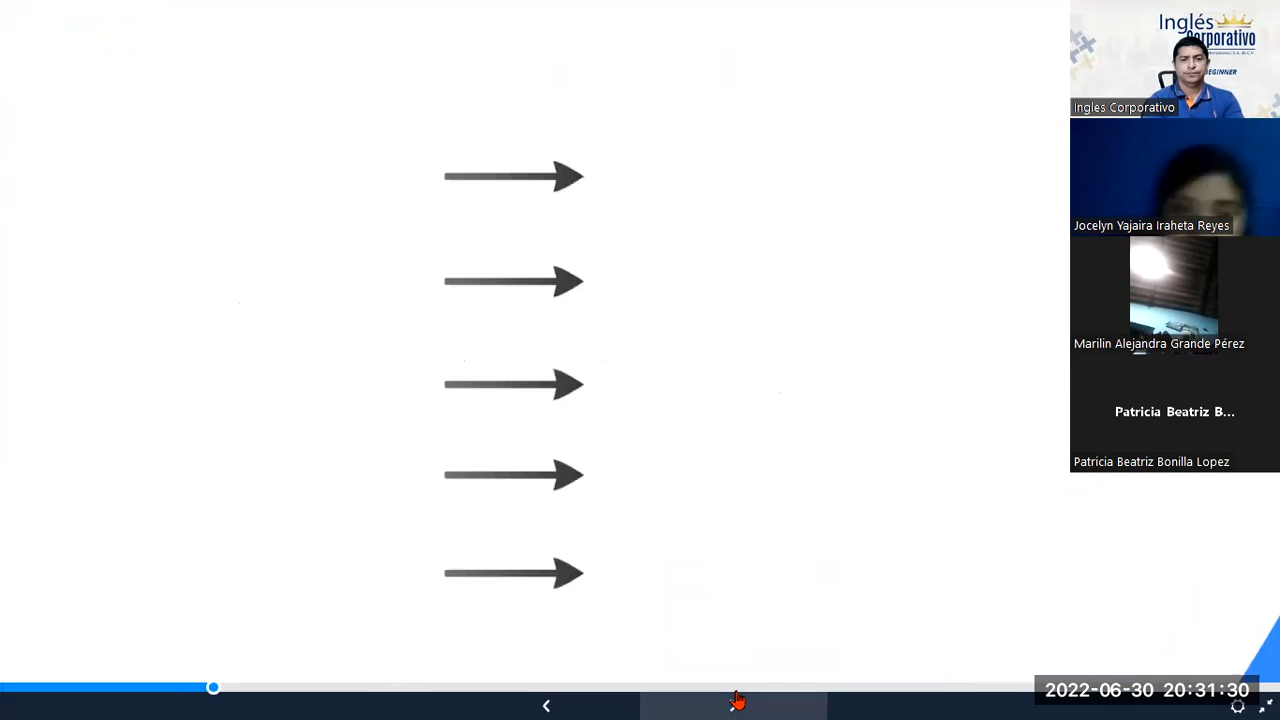 Inglés
Corporativo
BEGINNER
Ingles Corporativo
Jocelyn Yajaira Iraheta Reyes
Marilin Alejandra Grande Pérez
Patricia Beatriz B...
Patricia Beatriz Bonilla Lopez
2022-06-30 20:31:30